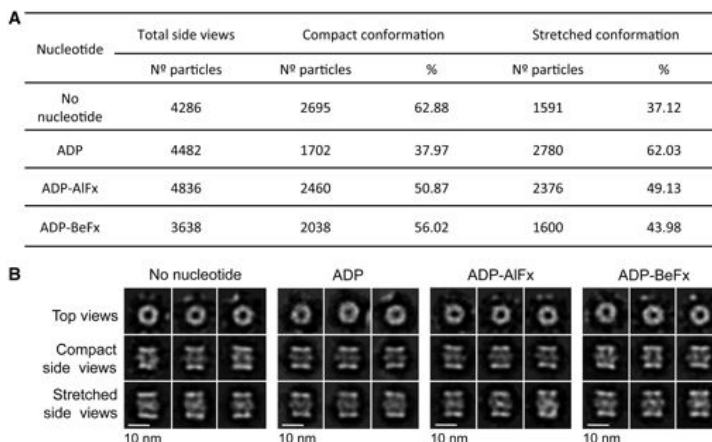 A
Nucleotide Total side views Compact conformation Stretched conformation
Nº particles Nº particles % Nº particles %
No nucleotide 4286 2695 62.88 1591 37.12
ADP 4482 1702 37.97 2780 62.03
ADP-AlFx 4836 2460 50.87 2376 49.13
ADP-BeFx 3638 2038 56.02 1600 43.98
B
No nucleotide ADP ADP-AlFx ADP-BeFx
Top views
Compact
side views
Stretched
side views
10 nm 10 nm 10 nm 10 nm